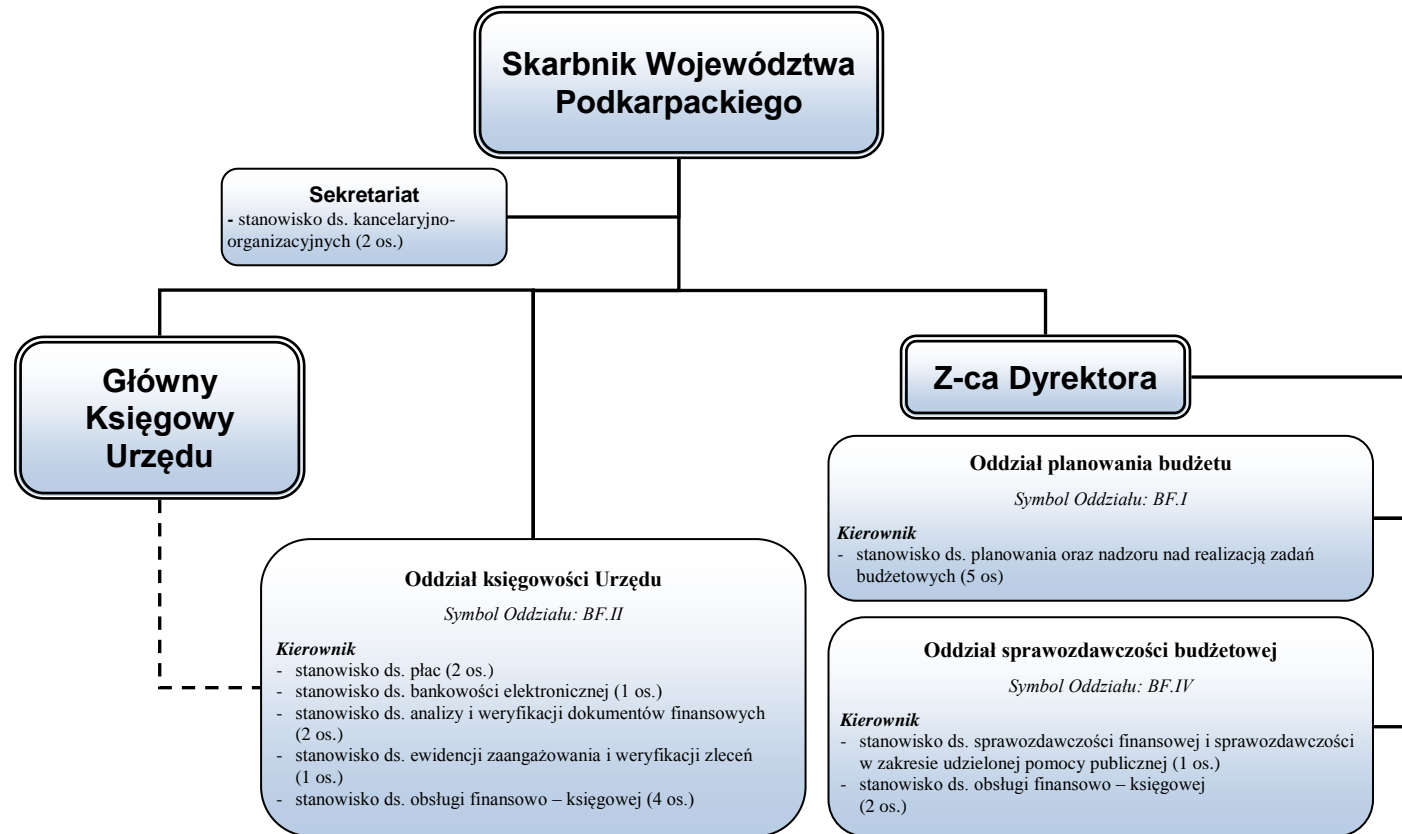 Skarbnik Województwa
Podkarpackiego
Sekretariat
- stanowisko ds. kancelaryjno-
organizacyjnych (2 os.)
Główny
Księgowy
Urzędu
Z-ca Dyrektora
Oddział planowania budżetu
Symbol Oddziału: BF.I
Kierownik
- stanowisko ds. planowania oraz nadzoru nad realizacją zadań
budżetowych (5 os)
Oddział księgowości Urzędu
Symbol Oddziału: BF.II
Kierownik
- stanowisko ds. płac (2 os.)
- stanowisko ds. bankowości elektronicznej (1 os.)
- stanowisko ds. analizy i weryfikacji dokumentów finansowych
(2 os.)
- stanowisko ds. ewidencji zaangażowania i weryfikacji zleceń
(1 os.)
- stanowisko ds. obsługi finansowo – księgowej (4 os.)
Oddział sprawozdawczości budżetowej
Symbol Oddziału: BF.IV
Kierownik
- stanowisko ds. sprawozdawczości finansowej i sprawozdawczości
w zakresie udzielonej pomocy publicznej (1 os.)
- stanowisko ds. obsługi finansowo – księgowej
(2 os.)